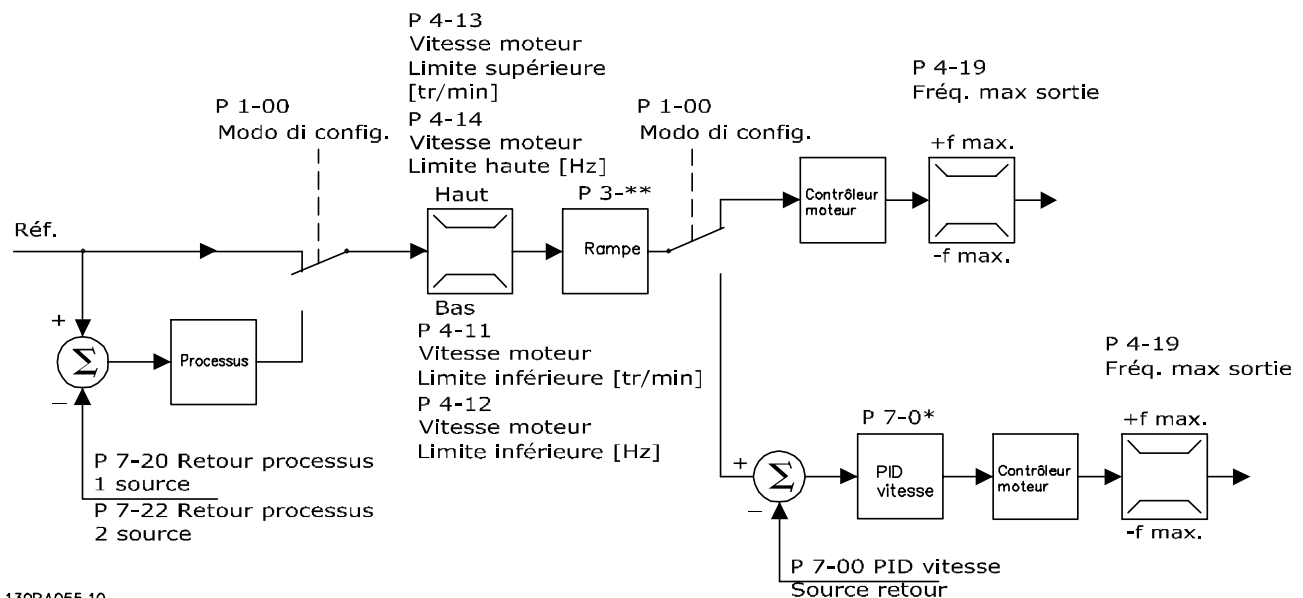 P 4-13
Vitesse moteur
Limite supérieure
[tr/min]
P 4-14
Vitesse moteur
Limite haute [Hz]
P 1-00
Modo di config.
P 1-00
Modo di config.
P 4-19
Fréq. max sortie
Réf.
Haut
Bas
P 3-**
Rampe
Contrôleur
moteur
+f max.
-f max.
+
Σ
−
Processus
P 7-20 Retour processus
1 source
P 7-22 Retour processus
2 source
P 4-11
Vitesse moteur
Limite inférieure [tr/min]
P 4-12
Vitesse moteur
Limite inférieure [Hz]
P 4-19
Fréq. max sortie
+
Σ
−
P 7-0*
PID
vitesse
Contrôleur
moteur
+f max.
-f max.
P 7-00 PID vitesse
Source retour